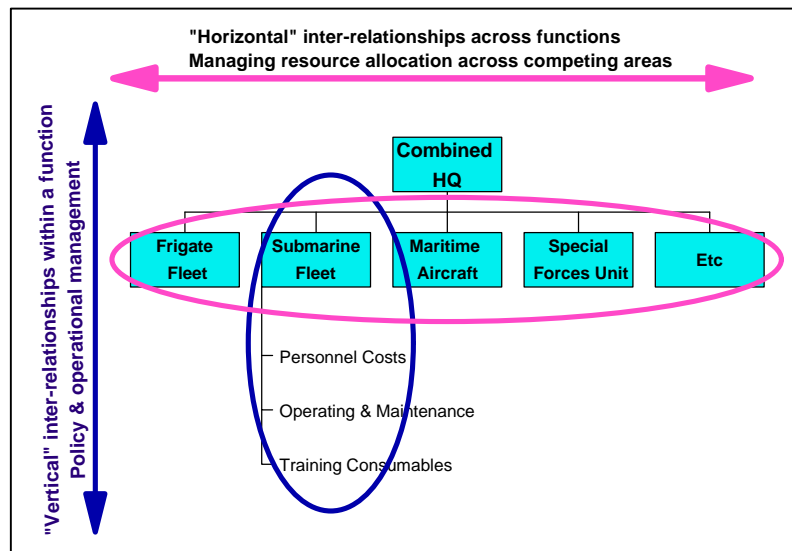 "Horizontal" inter-relationships across functions
Managing resource allocation across competing areas
"Vertical" inter-relationships within a function
Policy & operational management
Combined
HQ
Frigate
Fleet
Submarine
Fleet
Maritime
Aircraft
Special
Forces Unit
Etc
Personnel Costs
Operating & Maintenance
Training Consumables